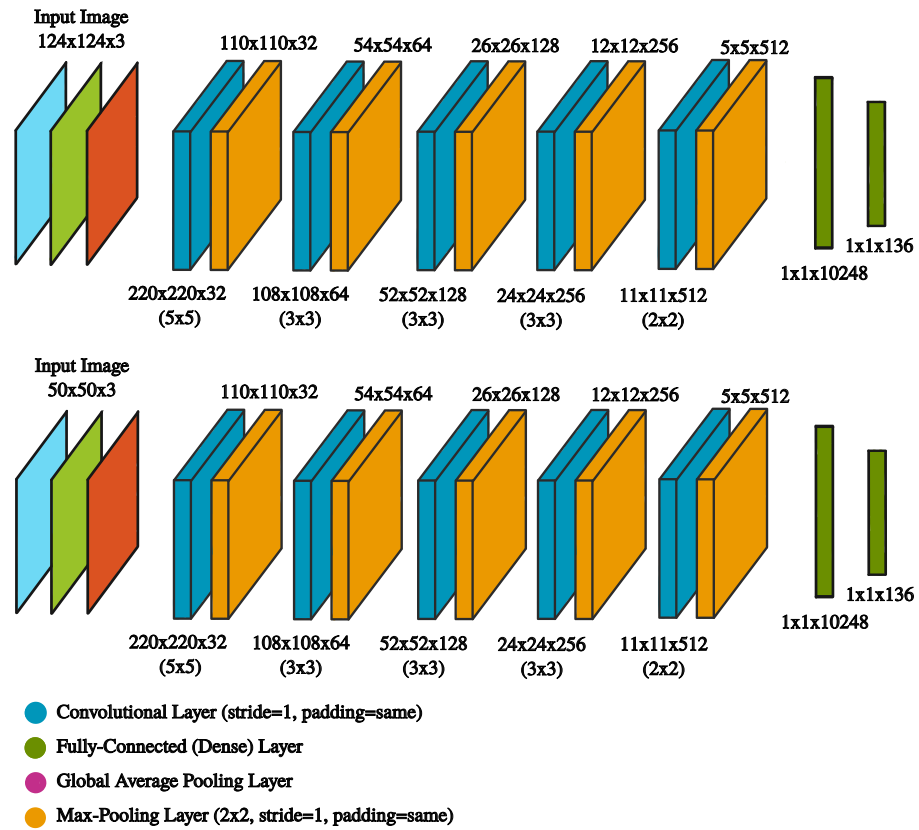 Input Image
124x124x3
110x110x32
54x54x64
26x26x128
12x12x256
5x5x512
220x220x32
(5x5)
108x108x64
(3x3)
52x52x128
(3x3)
24x24x256
(3x3)
11x11x512
(2x2)
1x1x10248
1x1x136
Input Image
50x50x3
110x110x32
54x54x64
26x26x128
12x12x256
5x5x512
220x220x32
(5x5)
108x108x64
(3x3)
52x52x128
(3x3)
24x24x256
(3x3)
11x11x512
(2x2)
1x1x10248
1x1x136
Convolutional Layer (stride=1, padding=same)
Fully-Connected (Dense) Layer
Global Average Pooling Layer
Max-Pooling Layer (2x2, stride=1, padding=same)